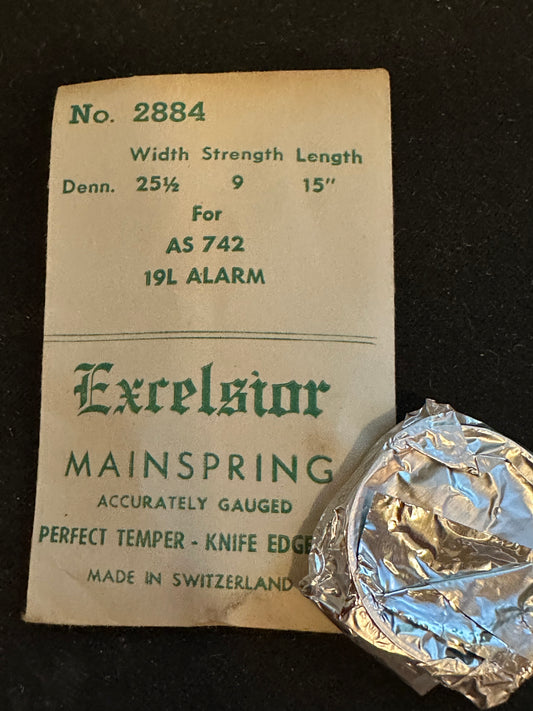 No. 2884
Width Strength Length
Denn. 25½ 9 15"
For
AS 742
19L ALARM
Excelsior
MAINSPRING
ACCURATELY GAUGED
PERFECT TEMPER - KNIFE EDGE
MADE IN SWITZERLAND